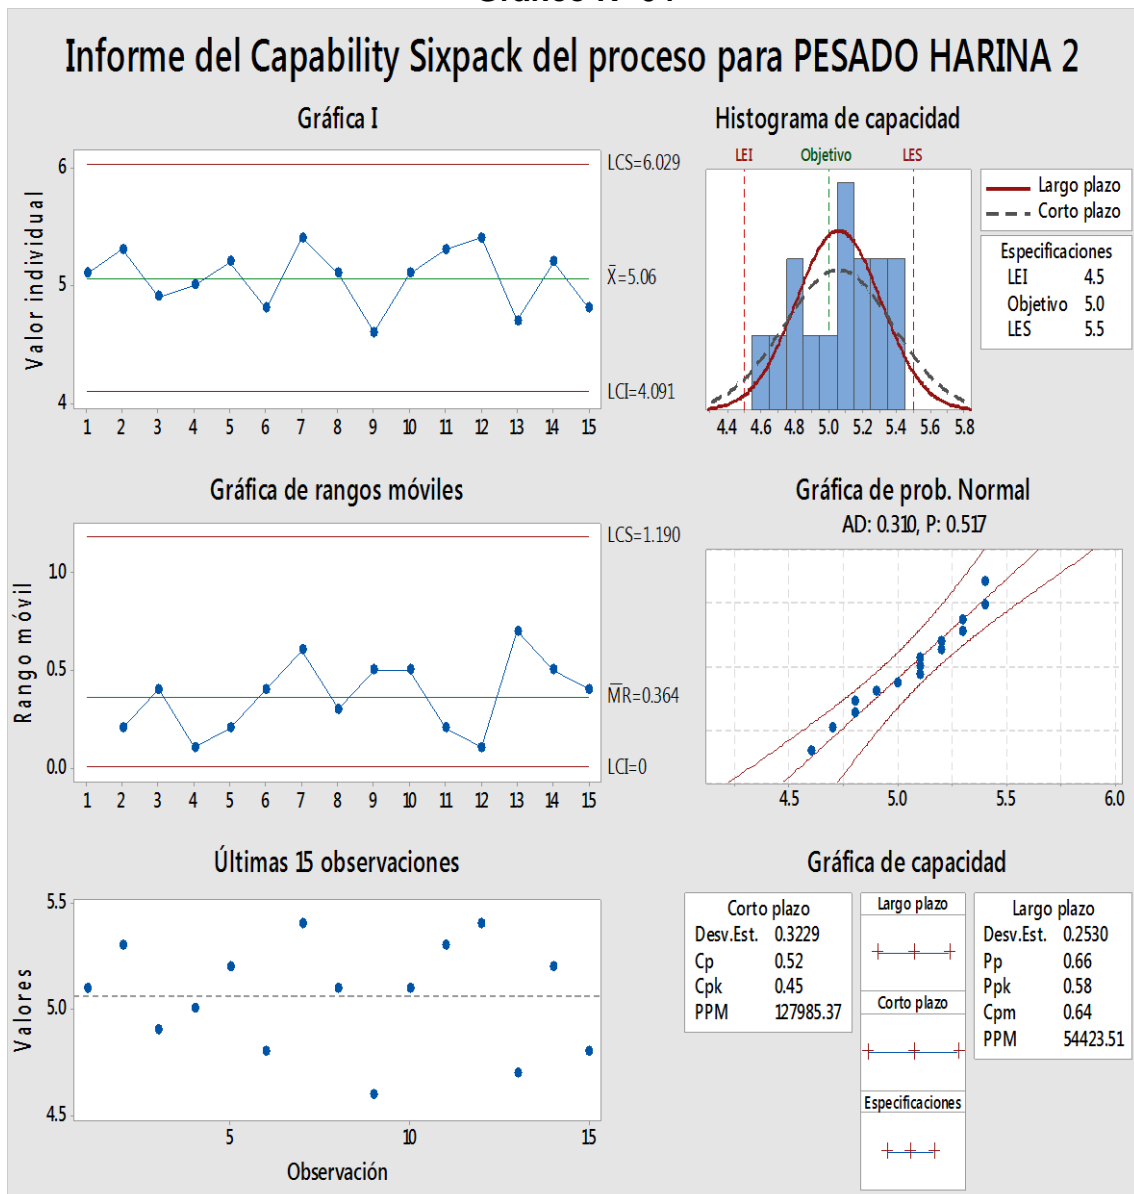 Informe del Capability Sixpack del proceso para PESADO HARINA 2
Gráfica I
Valor individual
6
5
4
LCS=6.029
X̄=5.06
LCI=4.091
1 2 3 4 5 6 7 8 9 10 11 12 13 14 15
Histograma de capacidad
LEI Objetivo LES
4.4 4.6 4.8 5.0 5.2 5.4 5.6 5.8
Largo plazo
Corto plazo
Especificaciones
LEI 4.5
Objetivo 5.0
LES 5.5
Gráfica de rangos móviles
Rango móvil
1.0
0.5
0.0
LCS=1.190
M̅R̅=0.364
LCI=0
1 2 3 4 5 6 7 8 9 10 11 12 13 14 15
Gráfica de prob. Normal
AD: 0.310, P: 0.517
4.5 5.0 5.5 6.0
Últimas 15 observaciones
Valores
5.5
5.0
4.5
5 10 15
Observación
Gráfica de capacidad
Corto plazo
Desv.Est. 0.3229
Cp 0.52
Cpk 0.45
PPM 127985.37
Largo plazo
Corto plazo
Especificaciones
Largo plazo
Desv.Est. 0.2530
Pp 0.66
Ppk 0.58
Cpm 0.64
PPM 54423.51